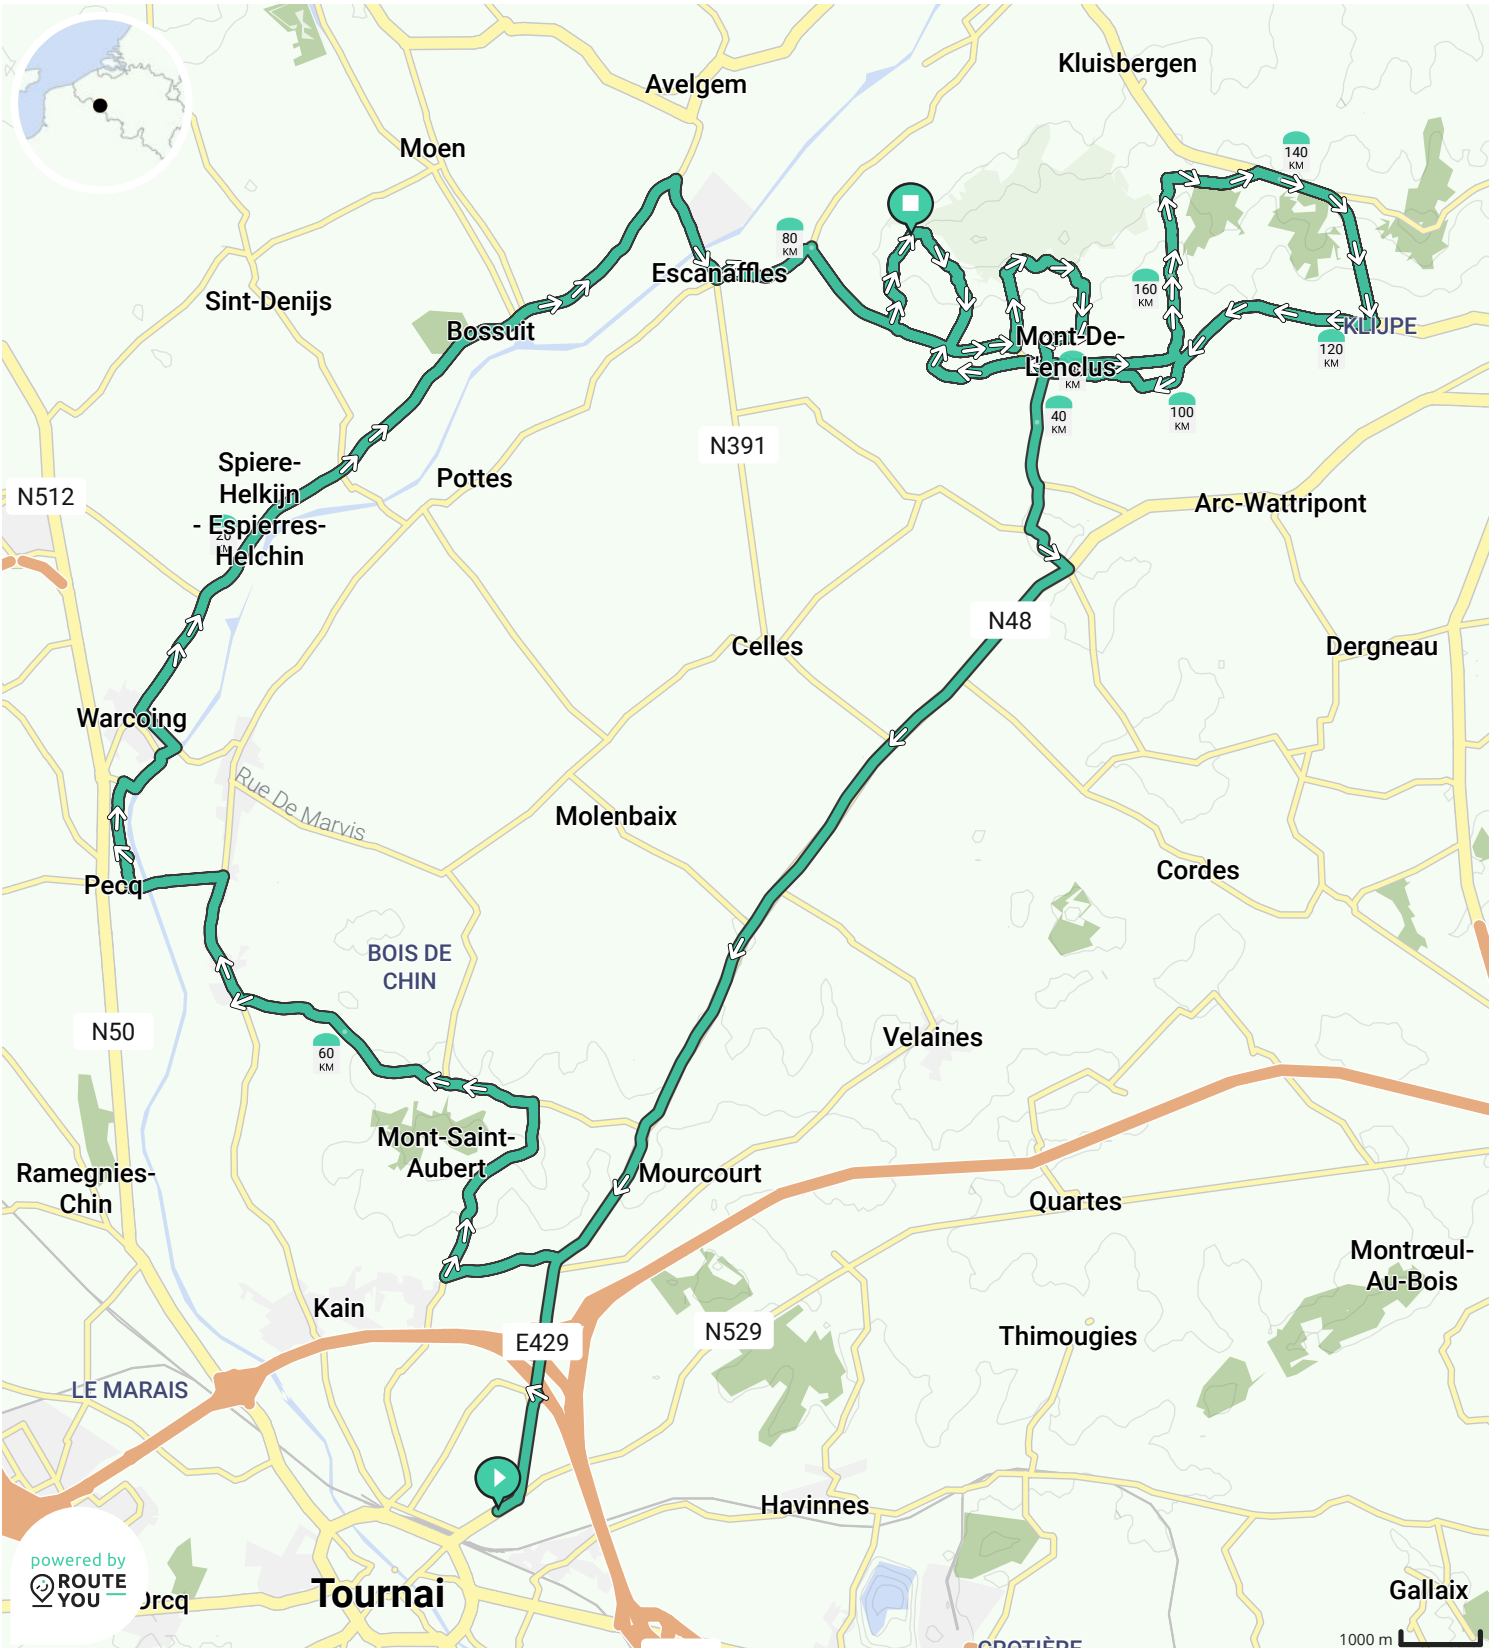 Kluisbergen
Avelgem
Moen
140
KM
80
KM
Escanaffles
Sint-Denijs
160
KM
Bossuit
KLIJPE
Mont-De-
Lenclus
120
KM
KM
40
KM
100
KM
N391
Spiere-
Helkijn
- Espierres-
Helchin
20
Pottes
N512
Arc-Wattripont
N48
Celles
Dergneau
Warcoing
Rue De Marvis
Molenbaix
Cordes
Pecq
BOIS DE
CHIN
N50
60
KM
Velaines
Mont-Saint-
Aubert
Mourcourt
Ramegnies-
Chin
Quartes
Montrœul-
Au-Bois
Kain
E429
N529
Thimougies
LE MARAIS
Havinnes
powered by
ROUTE
YOU
Orcq
Tournai
Gallaix
1000 m